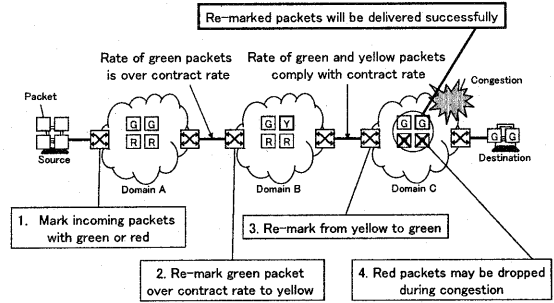 Re-marked packets will be delivered successfully
Rate of green packets
is over contract rate
Rate of green and yellow packets
comply with contract rate
Congestion
Packet
G G
R R
G Y
R R
G G
G G
Source
Domain A
Domain B
Domain C
Destination
1. Mark incoming packets
with green or red
3. Re-mark from yellow to green
2. Re-mark green packet
over contract rate to yellow
4. Red packets may be dropped
during congestion